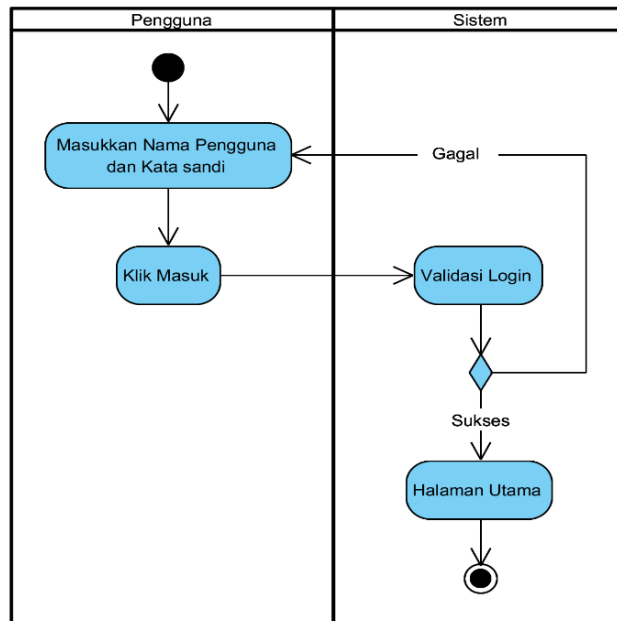 Pengguna
Sistem
Masukkan Nama Pengguna
dan Kata sandi
Gagal
Klik Masuk
Validasi Login
Sukses
Halaman Utama